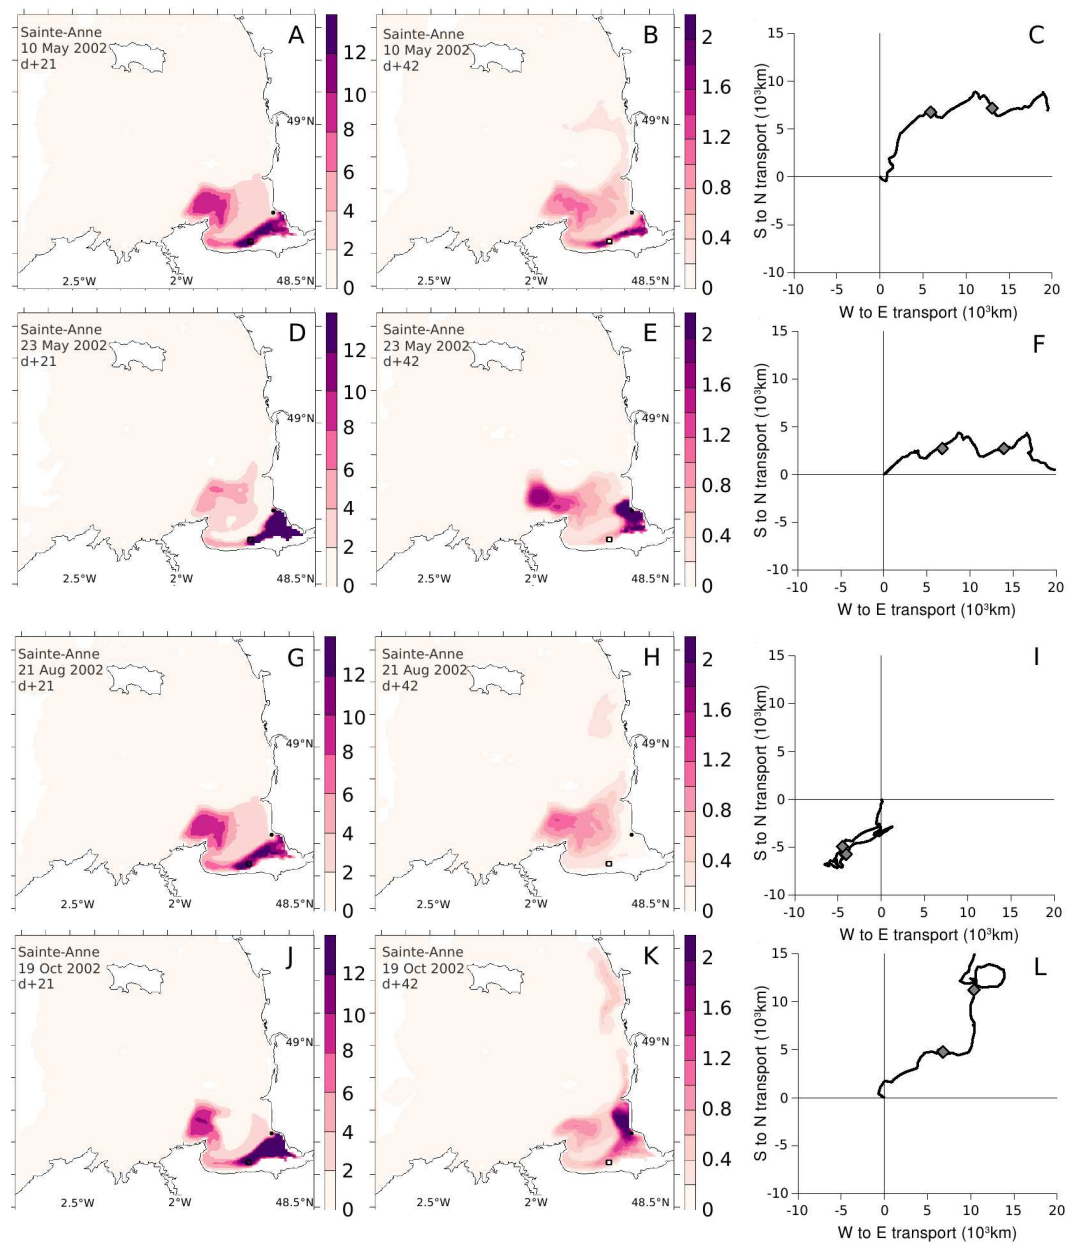 A
Sainte-Anne
10 May 2002
d+21
49°N
2.5°W
2°W
48.5°N
12
10
8
6
4
2
0
B
Sainte-Anne
10 May 2002
d+42
49°N
2°W
48.5°N
2
1.6
1.2
0.8
0.4
0
C
S to N transport (10³km)
15
10
5
0
-5
-10
-10 -5 0 5 10 15 20
W to E transport (10³km)
D
Sainte-Anne
23 May 2002
d+21
49°N
2.5°W
2°W
48.5°N
12
10
8
6
4
2
0
E
Sainte-Anne
23 May 2002
d+42
49°N
2°W
48.5°N
2
1.6
1.2
0.8
0.4
0
F
S to N transport (10³km)
15
10
5
0
-5
-10
-10 -5 0 5 10 15 20
W to E transport (10³km)
G
Sainte-Anne
21 Aug 2002
d+21
49°N
2.5°W
2°W
48.5°N
12
10
8
6
4
2
0
H
Sainte-Anne
21 Aug 2002
d+42
49°N
2°W
48.5°N
2
1.6
1.2
0.8
0.4
0
I
S to N transport (10³km)
15
10
5
0
-5
-10
-10 -5 0 5 10 15 20
W to E transport (10³km)
J
Sainte-Anne
19 Oct 2002
d+21
49°N
2.5°W
2°W
48.5°N
12
10
8
6
4
2
0
K
Sainte-Anne
19 Oct 2002
d+42
49°N
2°W
48.5°N
2
1.6
1.2
0.8
0.4
0
L
S to N transport (10³km)
15
10
5
0
-5
-10
-10 -5 0 5 10 15 20
W to E transport (10³km)